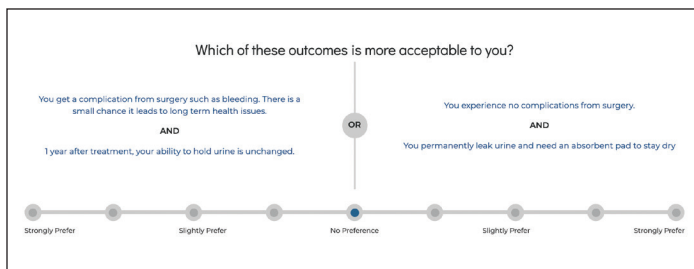 Which of these outcomes is more acceptable to you?
You get a complication from surgery such as bleeding. There is a
small chance it leads to long term health issues.
AND
1 year after treatment, your ability to hold urine is unchanged.
OR
You experience no complications from surgery.
AND
You permanently leak urine and need an absorbent pad to stay dry
Strongly Prefer
Slightly Prefer
No Preference
Slightly Prefer
Strongly Prefer